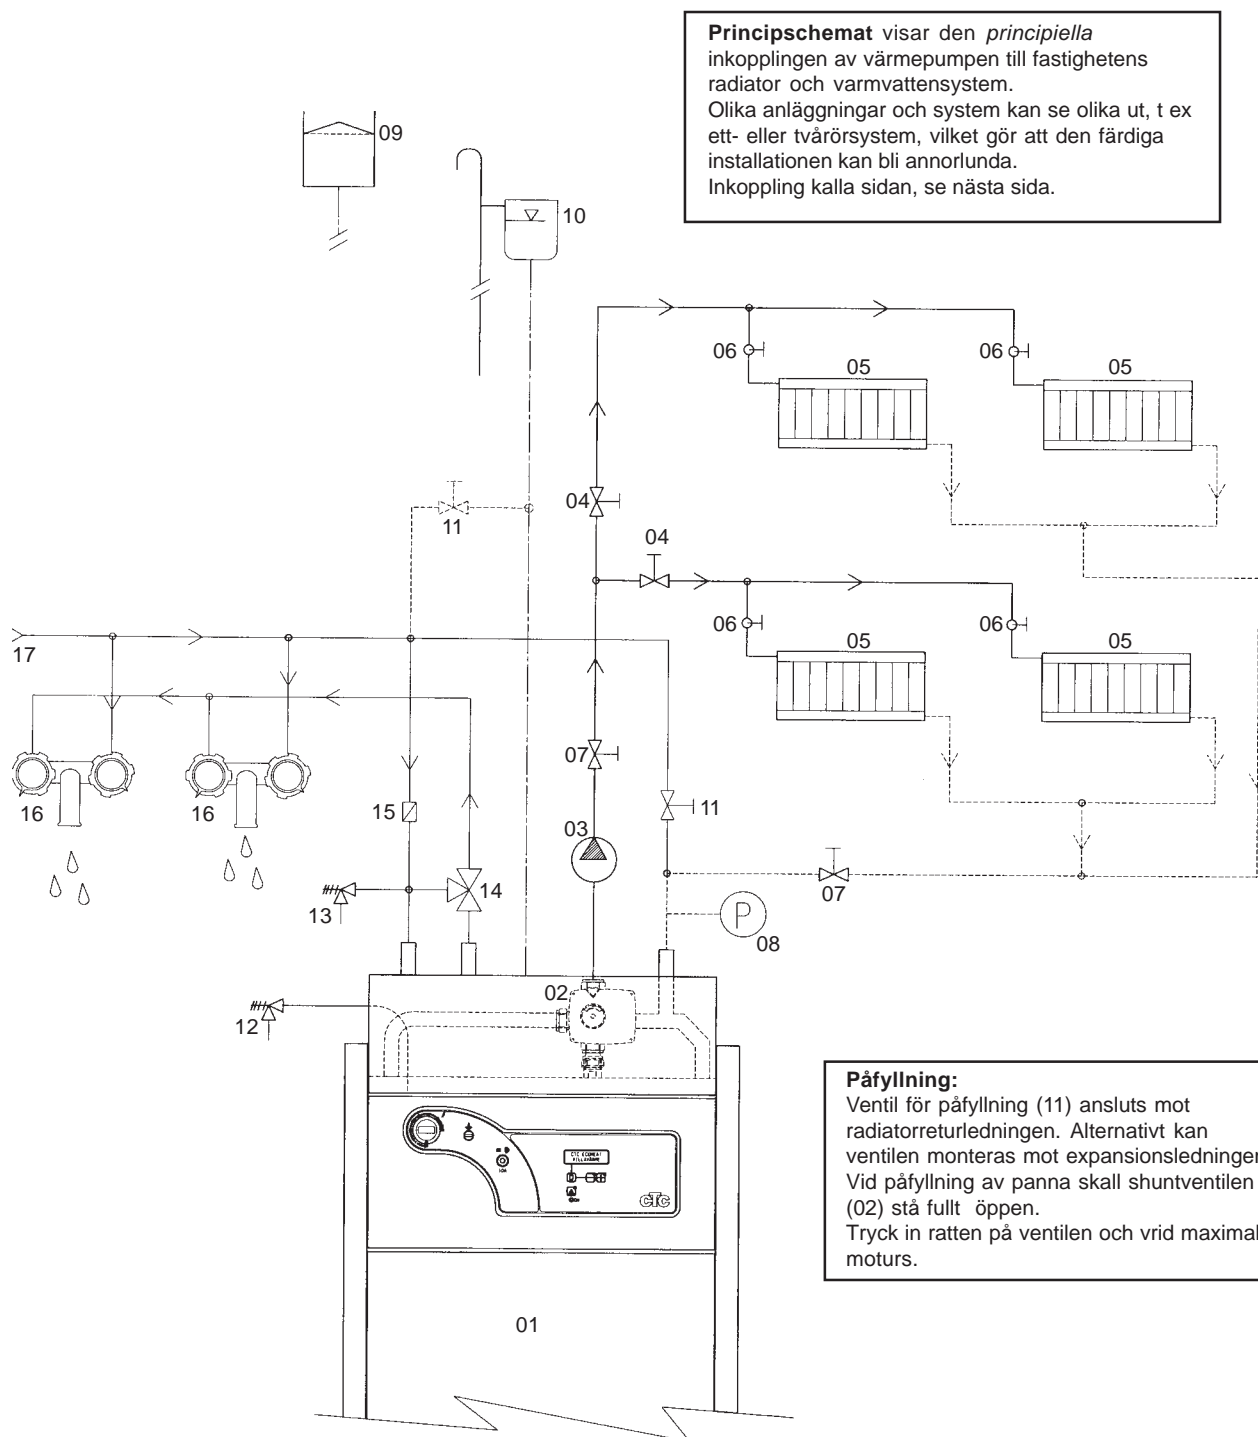 Principschemat visar den principiella
inkopplingen av värmepumpen till fastighetens
radiator och varmvattensystem.
Olika anläggningar och system kan se olika ut, t ex
ett- eller tvårörsystem, vilket gör att den färdiga
installationen kan bli annorlunda.
Inkoppling kalla sidan, se nästa sida.
09
10
06
06
05
05
04
11
04
17
06
06
05
05
07
16
16
15
03
11
13
14
07
P
08
02
12
Påfyllning:
Ventil för påfyllning (11) ansluts mot
radiatorreturledningen. Alternativt kan
ventilen monteras mot expansionsledningen
Vid påfyllning av panna skall shuntventilen
(02) stå fullt öppen.
Tryck in ratten på ventilen och vrid maximal
moturs.
CTC ECOHEAT
CTC
01